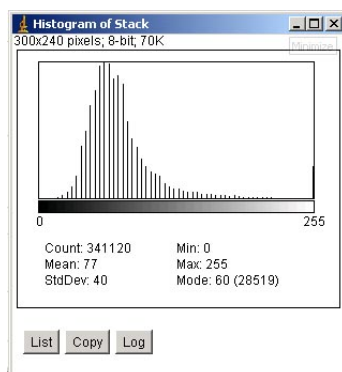 Histogram of Stack
300x240 pixels; 8-bit; 70K
Minimize
0 255
Count: 341120 Min: 0
Mean: 77 Max: 255
StdDev: 40 Mode: 60 (28519)
List Copy Log